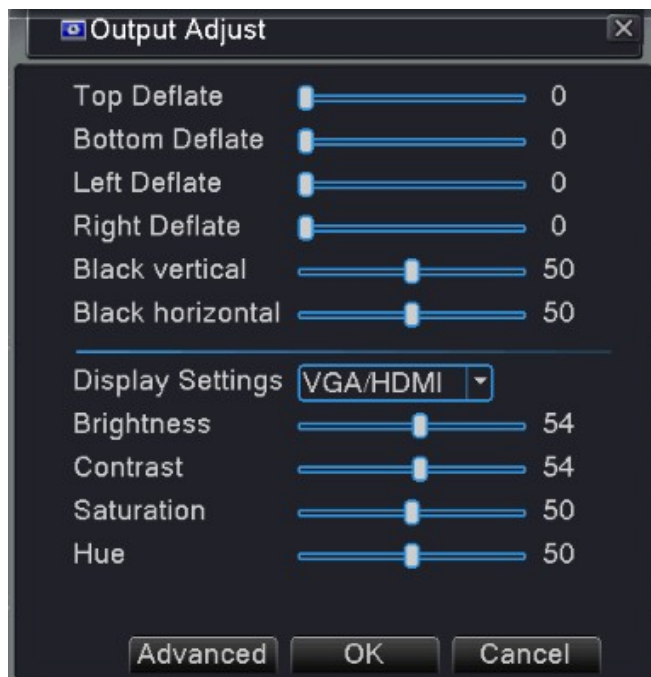 Output Adjust
Top Deflate 0
Bottom Deflate 0
Left Deflate 0
Right Deflate 0
Black vertical 50
Black horizontal 50
Display Settings VGA/HDMI
Brightness 54
Contrast 54
Saturation 50
Hue 50
Advanced OK Cancel